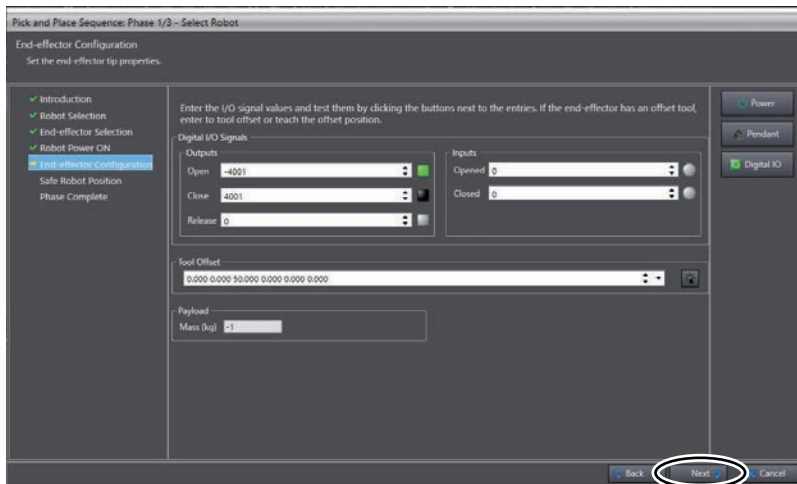 Pick and Place Sequence: Phase 1/3 - Select Robot
End-effector Configuration
Set the end-effector tip properties.
Introduction
Robot Selection
End-effector Selection
Robot Power ON
End-effector Configuration
Safe Robot Position
Phase Complete
Enter the I/O signal values and test them by clicking the buttons next to the entries. If the end-effector has an offset tool,
enter to tool offset or teach the offset position.
Digital I/O Signals
Outputs
Open -4001
Close 4001
Release 0
Inputs
Opened 0
Closed 0
Tool Offset
0.000 0.000 50.000 0.000 0.000 0.000
Payload
Mass (kg) -1
Power
Pendant
Digital IO
Back
Next
Cancel